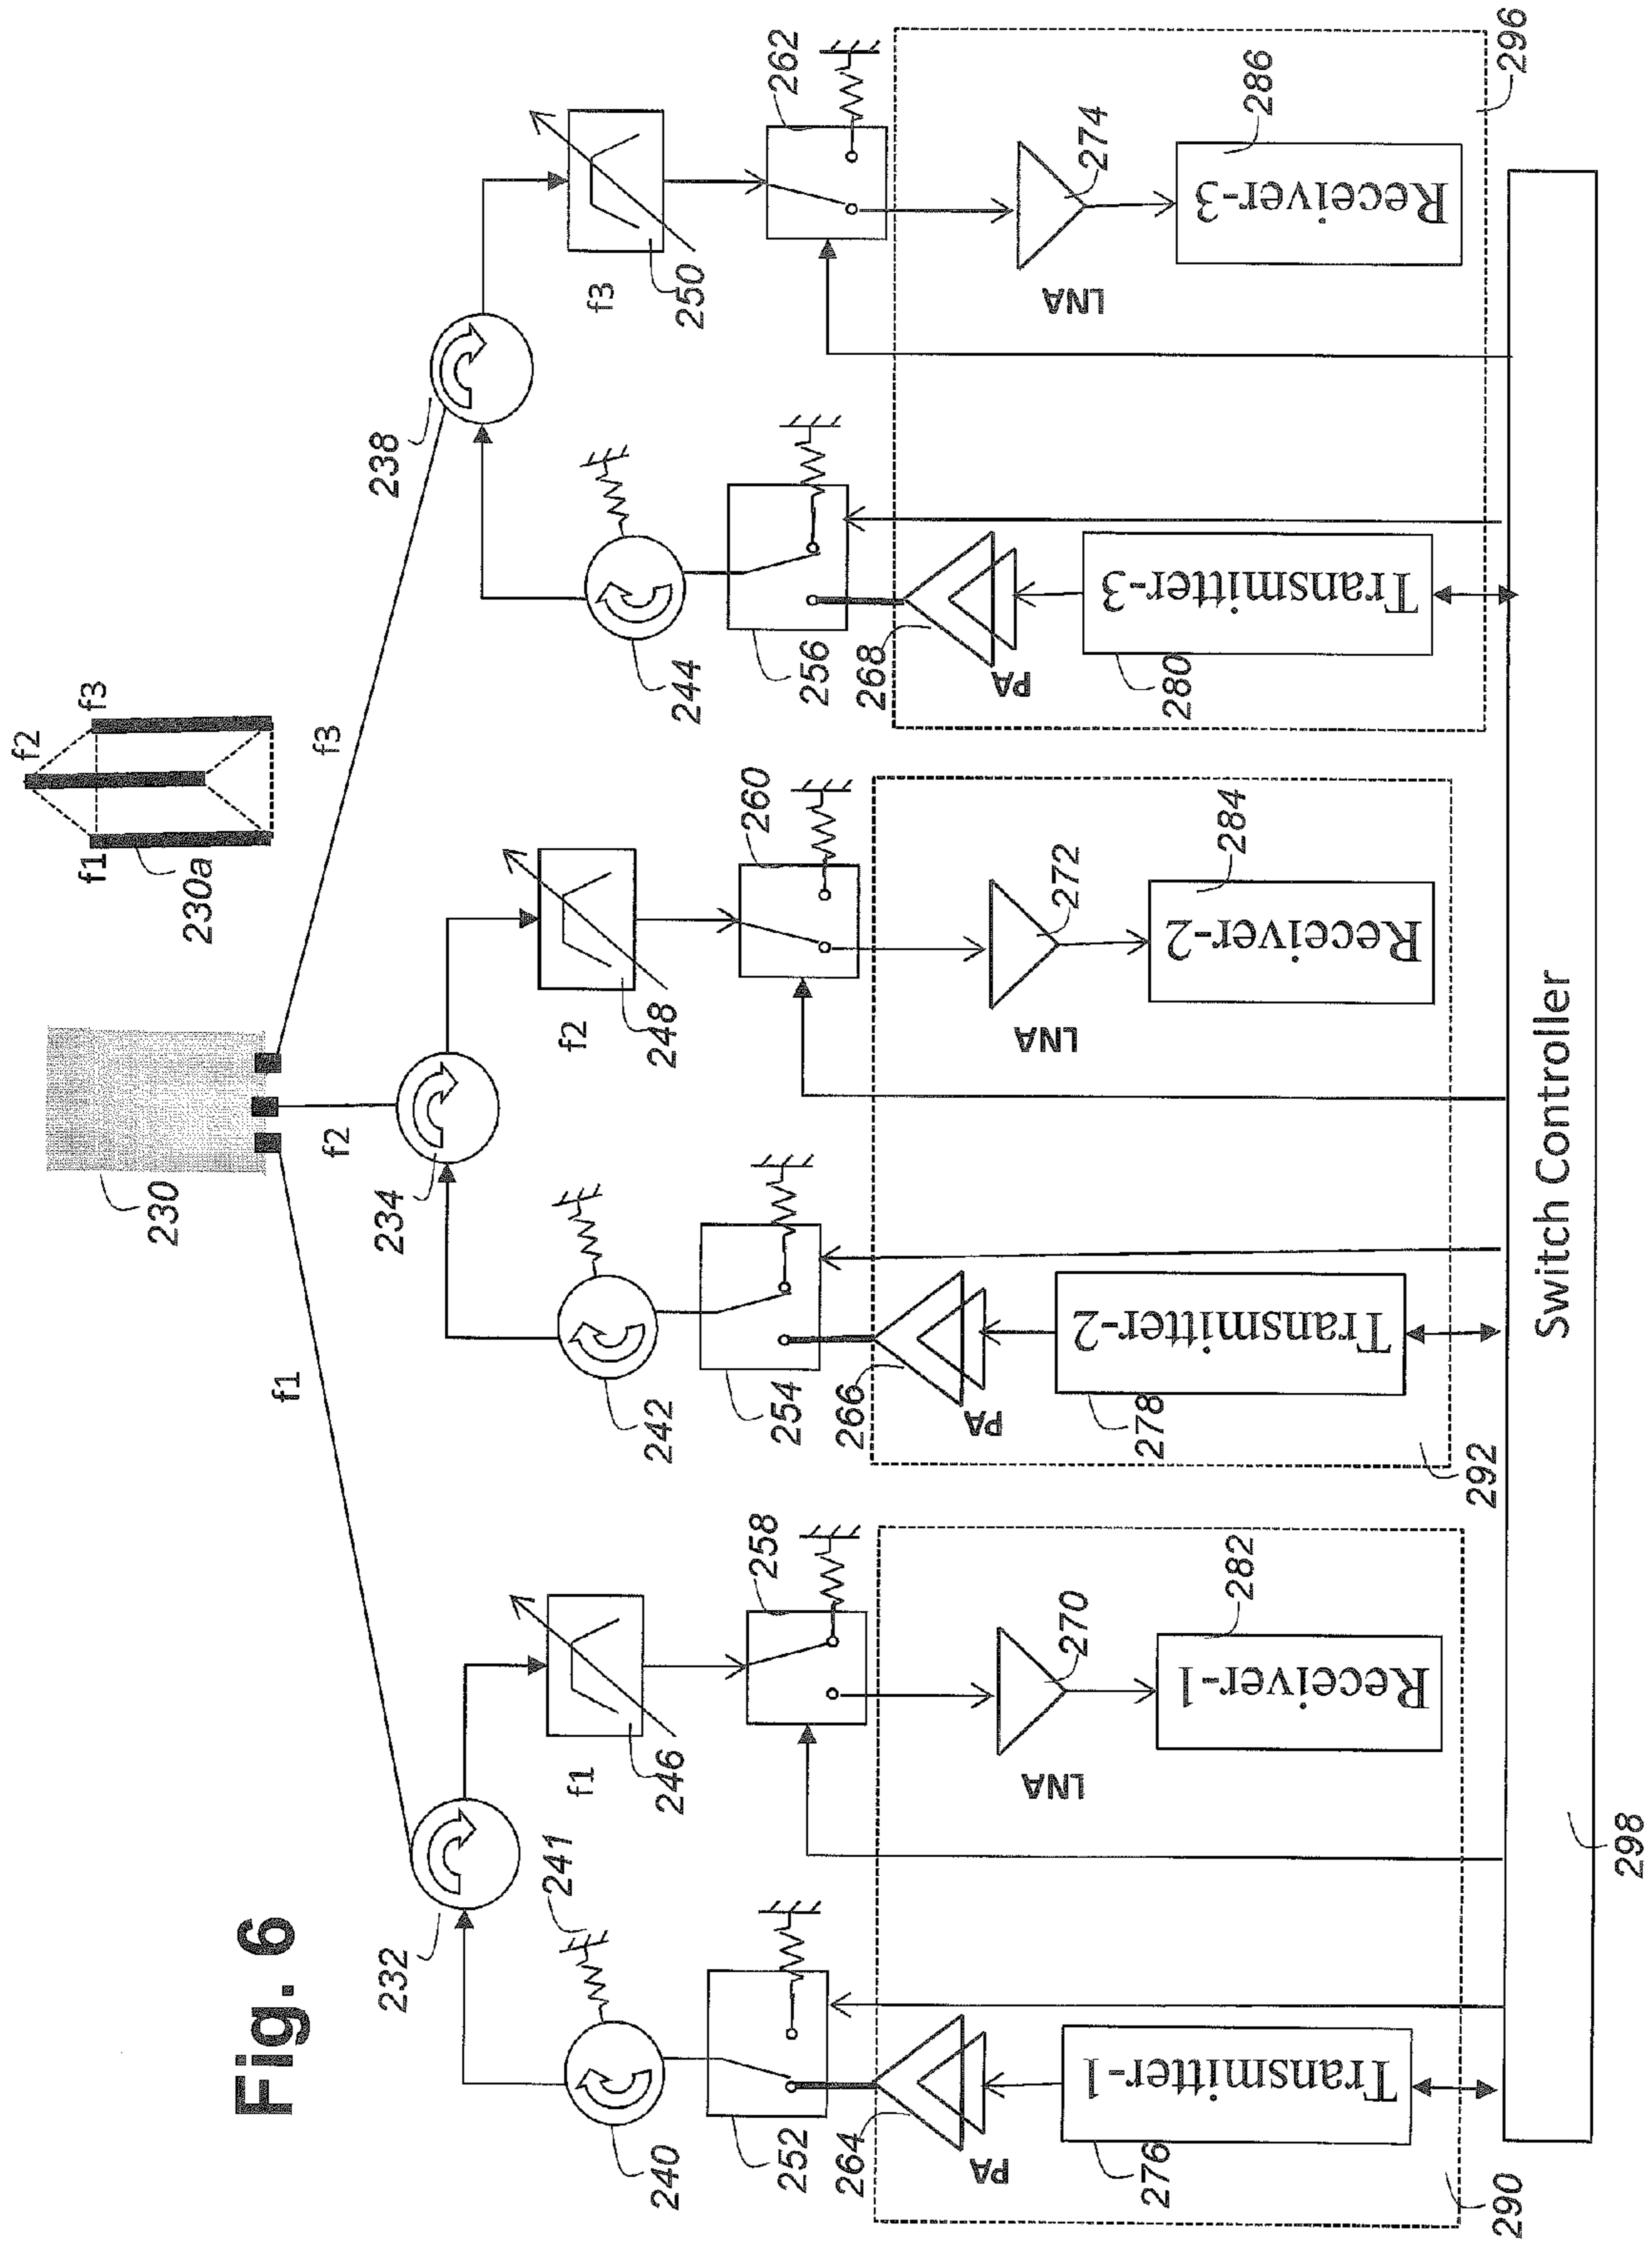 Fig. 6
230
f1
f2
f3
230a
f1
f2
f3
232
234
238
240
241
242
244
f1
246
f2
248
f3
250
252
254
256
258
260
262
264
PA
266
PA
268
PA
LNA
270
LNA
272
LNA
274
276
Transmitter-1
278
Transmitter-2
280
Transmitter-3
282
Receiver-1
284
Receiver-2
286
Receiver-3
290
292
296
Switch Controller
298